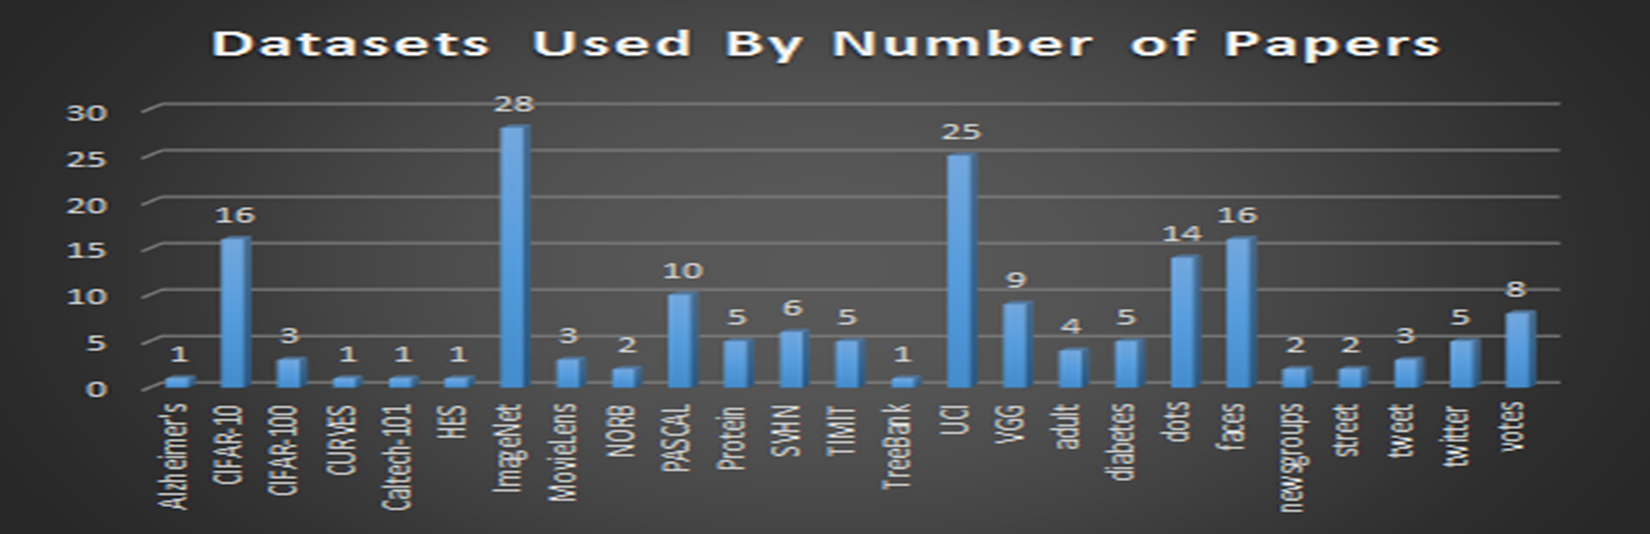 Datasets Used By Number of Papers
30
25
20
15
10
5
0
1
16
3
1
1
1
28
3
2
10
5
6
5
1
25
9
4
5
14
16
2
2
3
5
8
Alzheimer's
CIFAR-10
CIFAR-100
CURVES
Caltech-101
HES
ImageNet
MovieLens
NORB
PASCAL
Protein
SVHN
TIMIT
TreeBank
UCI
VGG
adult
diabetes
dots
faces
newsgroups
street
tweet
twitter
votes